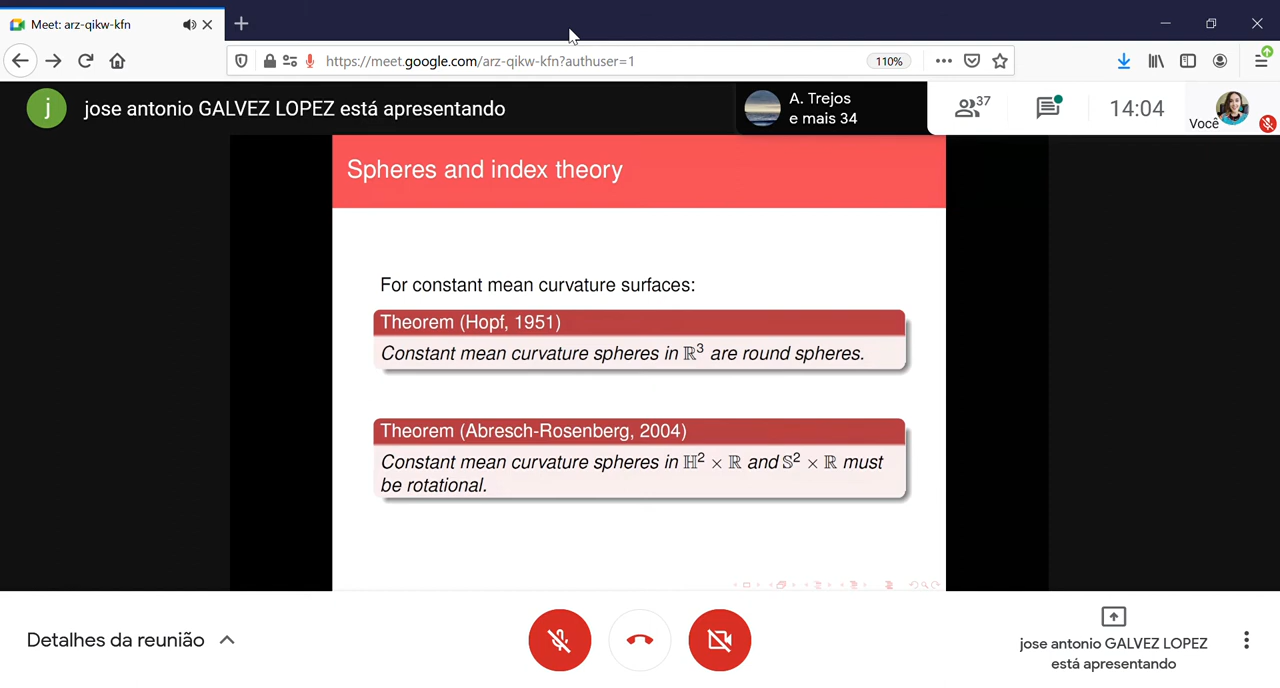 Meet: arz-qikw-kfn
https://meet.google.com/arz-qikw-kfn?authuser=1
110%
j
jose antonio GALVEZ LOPEZ está apresentando
A. Trejos
e mais 34
37
14:04
Você
Spheres and index theory
For constant mean curvature surfaces:
Theorem (Hopf, 1951)
Constant mean curvature spheres in ℝ³ are round spheres.
Theorem (Abresch-Rosenberg, 2004)
Constant mean curvature spheres in ℍ² × ℝ and 𝕊² × ℝ must
be rotational.
Detalhes da reunião
jose antonio GALVEZ LOPEZ
está apresentando